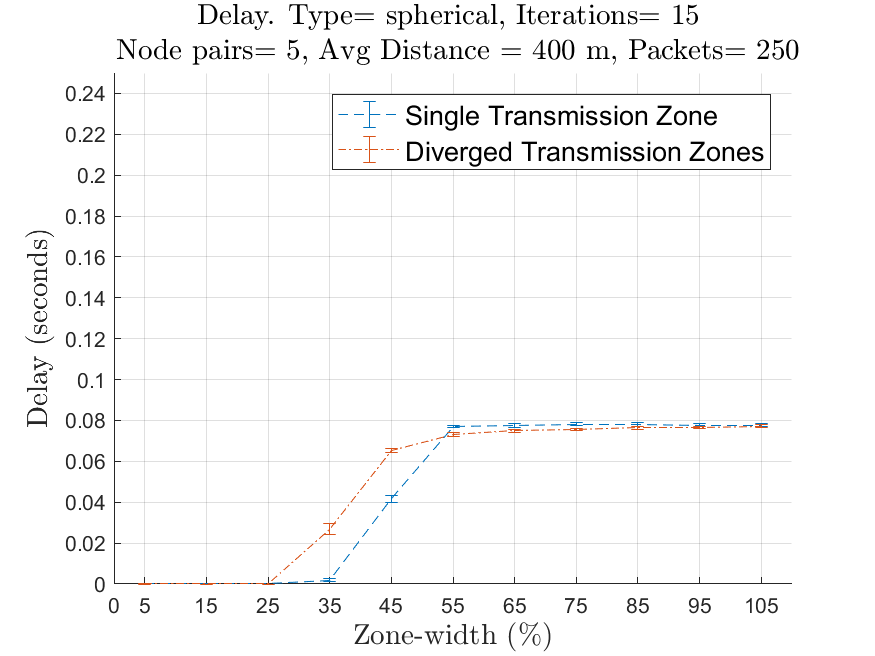 Delay. Type= spherical, Iterations= 15
Node pairs= 5, Avg Distance = 400 m, Packets= 250
Single Transmission Zone
Diverged Transmission Zones
0.24
0.22
0.2
0.18
0.16
0.14
0.12
0.1
0.08
0.06
0.04
0.02
0
Delay (seconds)
0 5 15 25 35 45 55 65 75 85 95 105
Zone-width (%)